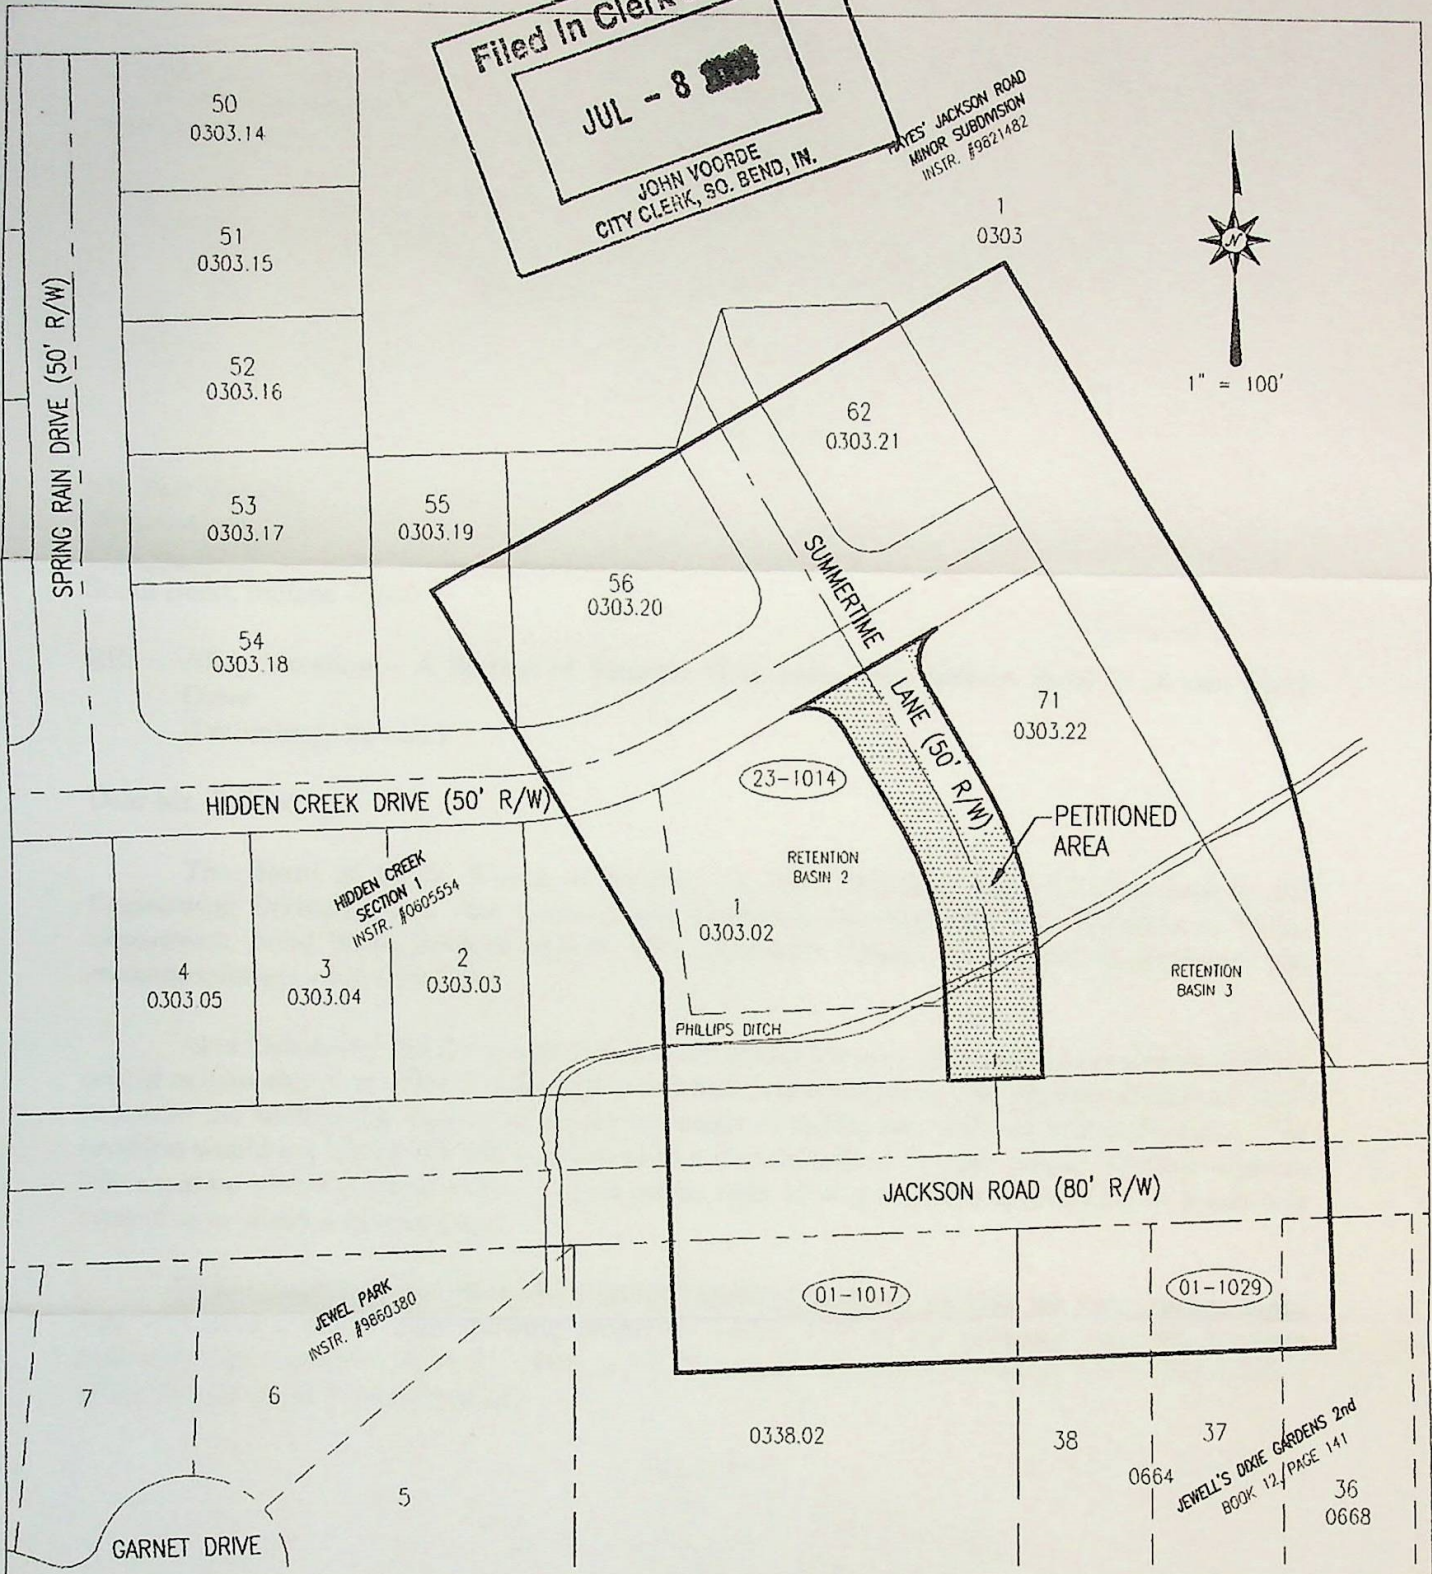 Filed In Clerk
JUL - 8
JOHN VOORDE
CITY CLERK, SO. BEND, IN.
HAYES' JACKSON ROAD
MINOR SUBDIVISION
INSTR. #9821482
1
0303
N
1" = 100'
50
0303.14
51
0303.15
52
0303.16
53
0303.17
54
0303.18
55
0303.19
56
0303.20
62
0303.21
71
0303.22
SPRING RAIN DRIVE (50' R/W)
SUMMERTIME
LANE (50' R/W)
HIDDEN CREEK DRIVE (50' R/W)
23-1014
PETITIONED
AREA
RETENTION
BASIN 2
HIDDEN CREEK
SECTION 1
INSTR. #0605554
1
0303.02
4
0303.05
3
0303.04
2
0303.03
RETENTION
BASIN 3
PHILLIPS DITCH
JACKSON ROAD (80' R/W)
01-1017
01-1029
JEWEL PARK
INSTR. #9860380
7
6
5
GARNET DRIVE
0338.02
38
0664
37
JEWELL'S DIXIE GARDENS 2nd
BOOK 12, PAGE 141
36
0668